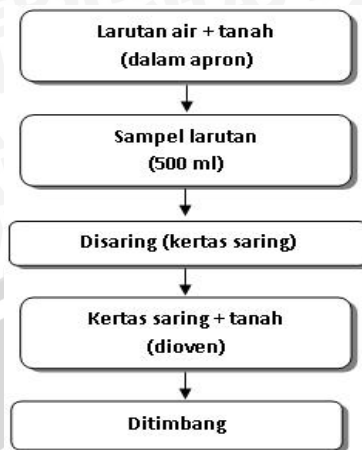 Larutan air + tanah
(dalam apron)
Sampel larutan
(500 ml)
Disaring (kertas saring)
Kertas saring + tanah
(dioven)
Ditimbang